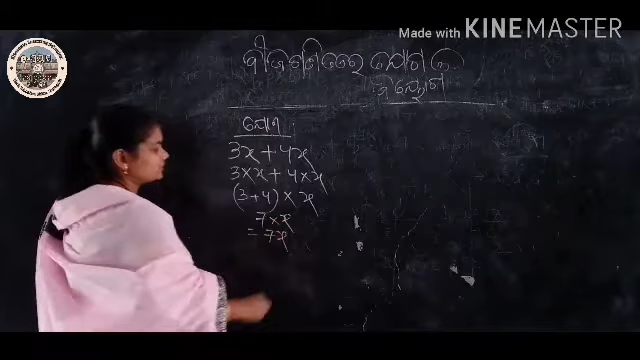 Made with KINEMASTER
ବୀଜଗଣିତରେ ଯୋଗ ଓ
ବିୟୋଗ
ଯୋଗ :
3x + 4x
3 × x + 4 × x
(3 + 4) × x
7 × x
= 7x